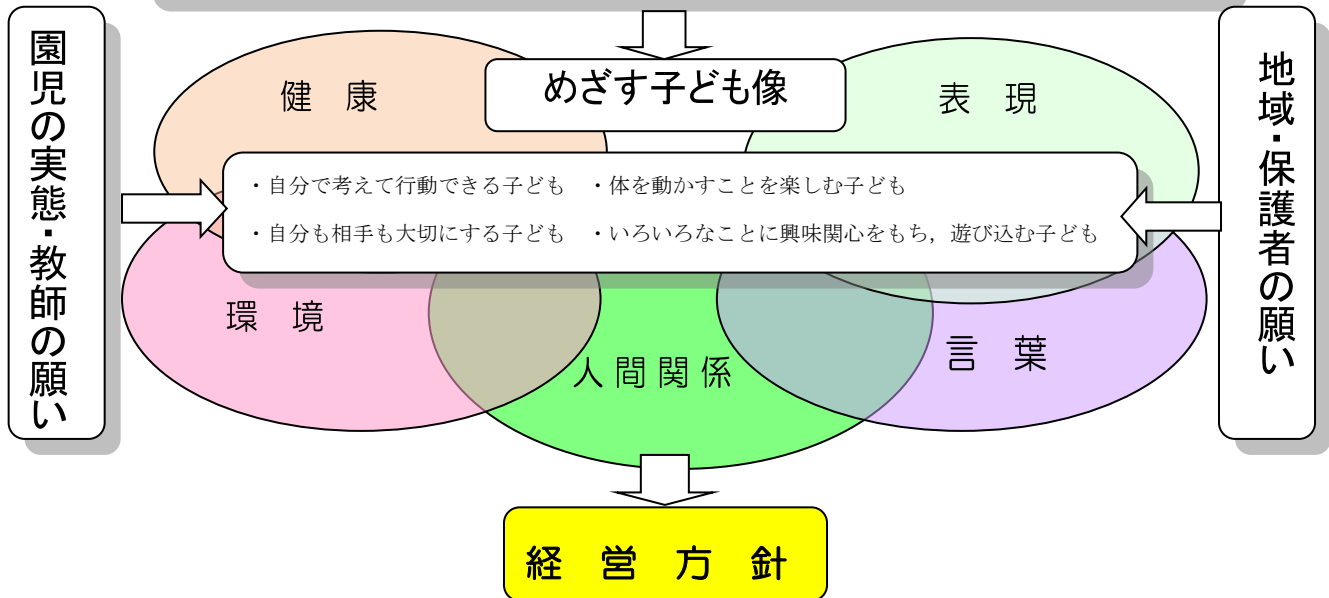 園児の実態・教師の願い
地域・保護者の願い
めざす子ども像
健　康
表　現
・自分で考えて行動できる子ども　・体を動かすことを楽しむ子ども
・自分も相手も大切にする子ども　・いろいろなことに興味関心をもち，遊び込む子ども
環　境
人間関係
言　葉
経　営　方　針